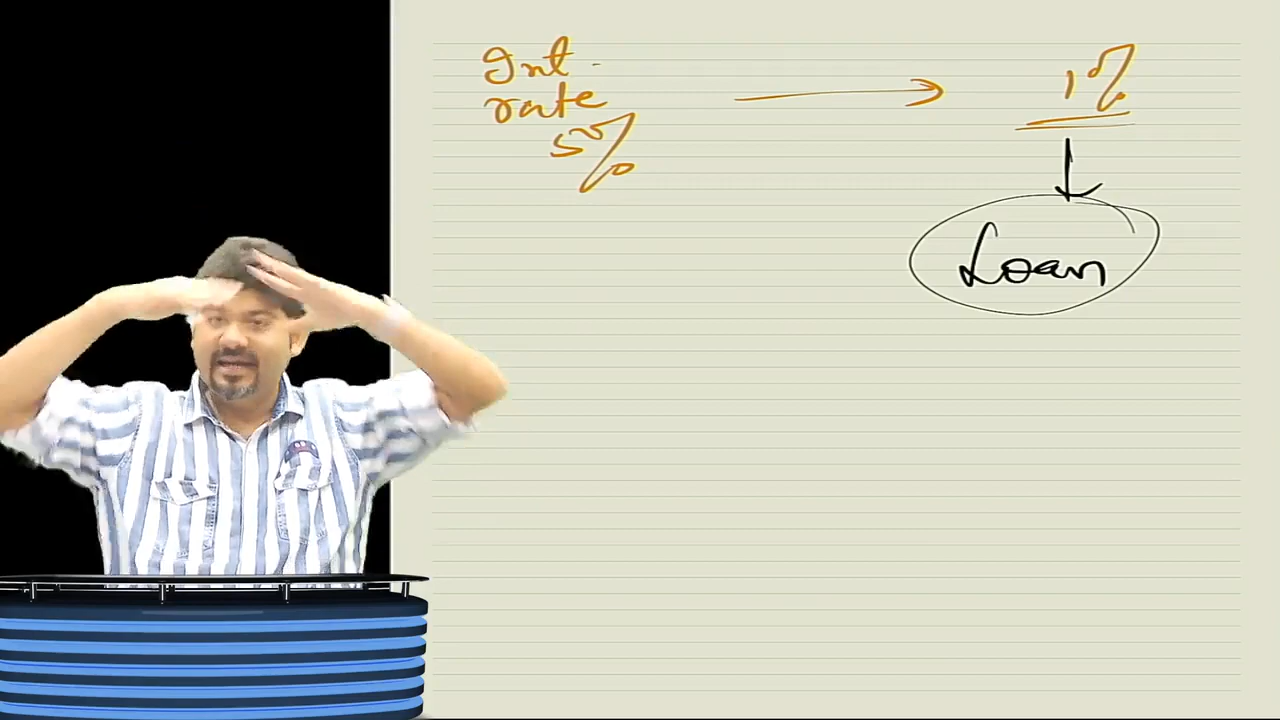 Int.
rate
5%
→ 1%
↓
Loan